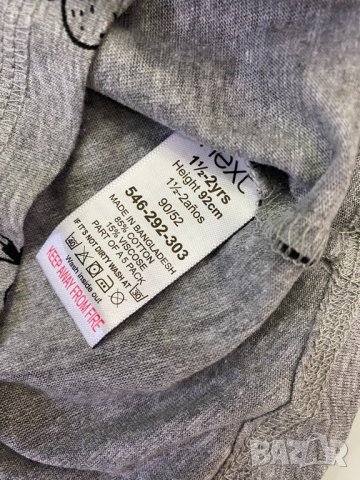 next
1½-2yrs
Height 92cm
1½-2años
90/52
546-292-303
MADE IN BANGLADESH
85% COTTON
15% VISCOSE
PART OF A 3 PACK
IF IT'S NOT DIRTY WASH AT
30
Wash inside out
KEEP AWAY FROM FIRE
BAZAR